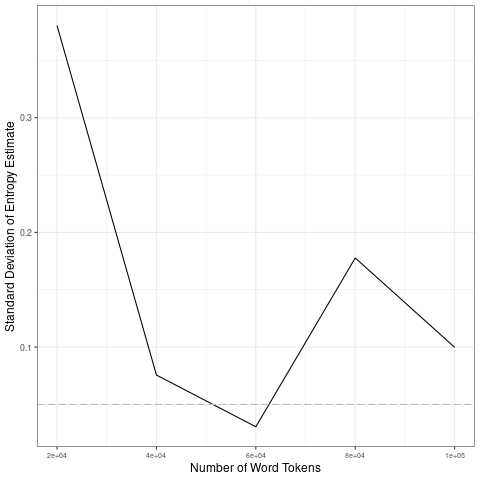 Standard Deviation of Entropy Estimate
0.3
0.2
0.1
2e+04 4e+04 6e+04 8e+04 1e+05
Number of Word Tokens